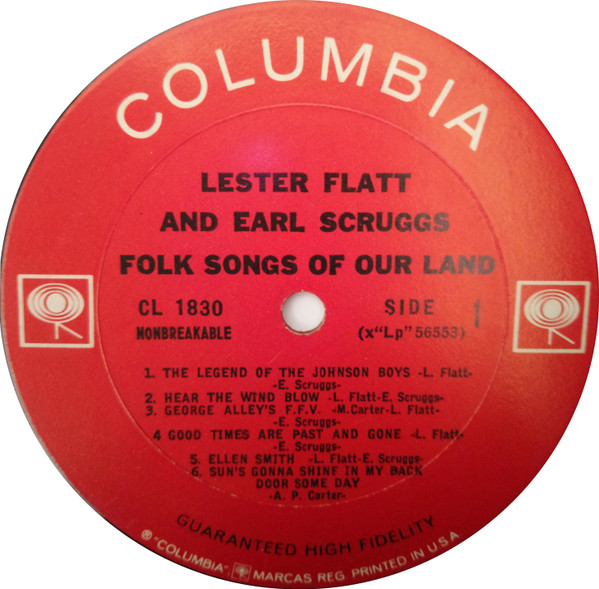 COLUMBIA
LESTER FLATT
AND EARL SCRUGGS
FOLK SONGS OF OUR LAND
CL 1830 SIDE 1
NONBREAKABLE (x"Lp" 56553)
1. THE LEGEND OF THE JOHNSON BOYS -L. Flatt-
-E. Scruggs-
2. HEAR THE WIND BLOW -L. Flatt-E. Scruggs-
3. GEORGE ALLEY'S F.F.V. -M.Carter-L. Flatt-
-E. Scruggs-
4 GOOD TIMES ARE PAST AND GONE -L. Flatt-
-E. Scruggs-
5. ELLEN SMITH -L. Flatt-E. Scruggs-
6. SUN'S GONNA SHINE IN MY BACK
DOOR SOME DAY
-A. P. Carter-
GUARANTEED HIGH FIDELITY
® "COLUMBIA", MARCAS REG. PRINTED IN U.S.A.